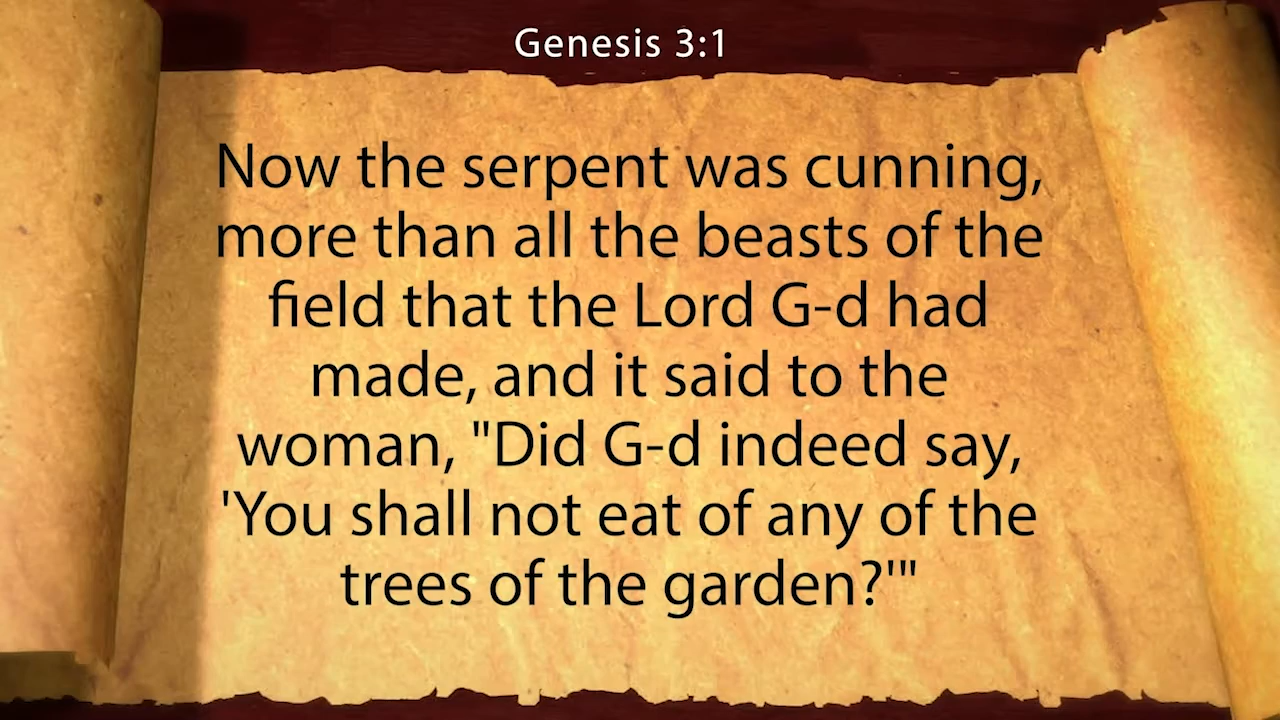 Genesis 3:1
Now the serpent was cunning,
more than all the beasts of the
field that the Lord G-d had
made, and it said to the
woman, "Did G-d indeed say,
'You shall not eat of any of the
trees of the garden?'"